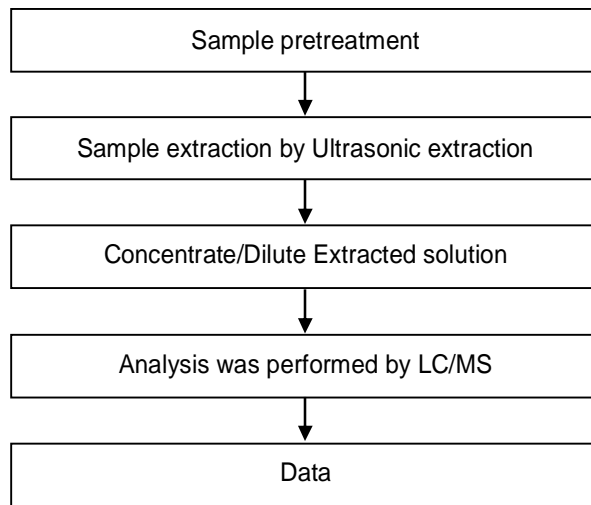 Sample pretreatment
Sample extraction by Ultrasonic extraction
Concentrate/Dilute Extracted solution
Analysis was performed by LC/MS
Data